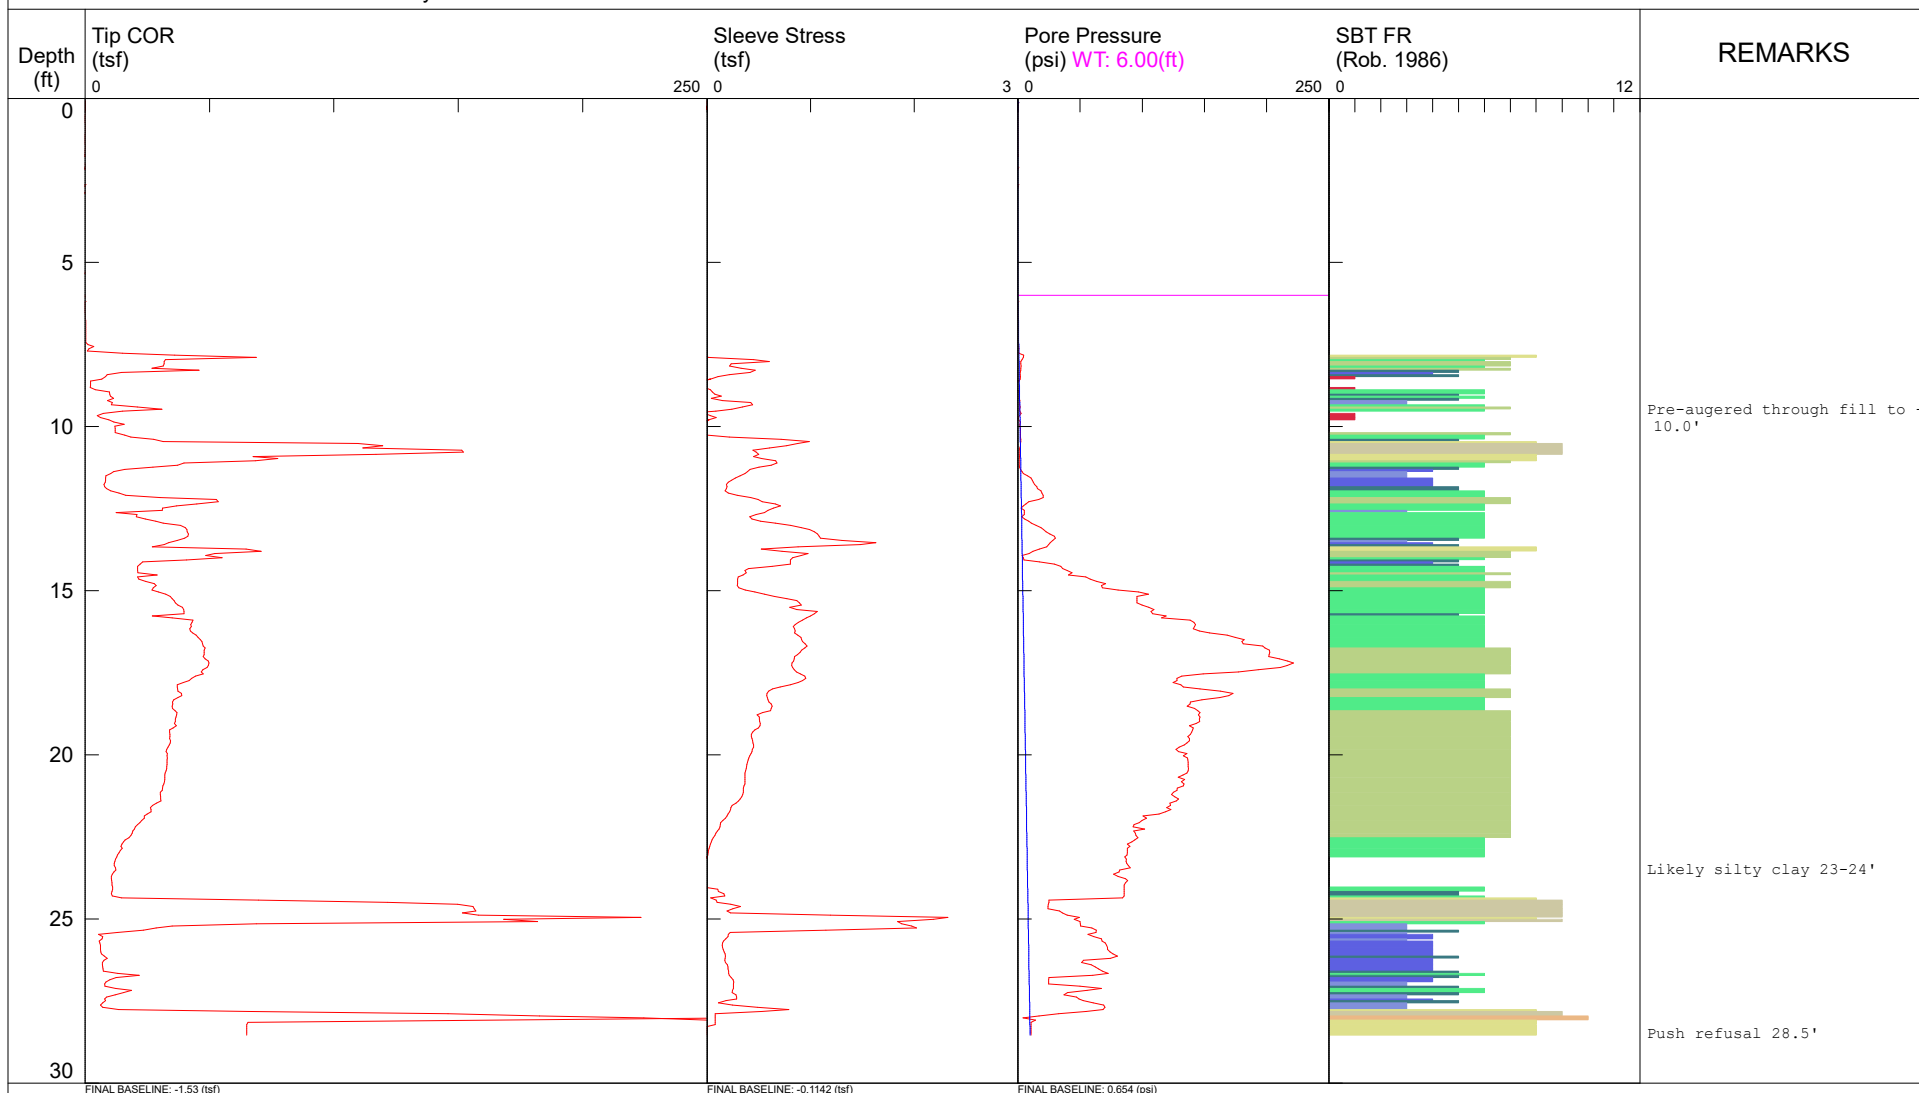 Depth
(ft)
Tip COR
(tsf)
0 250
Sleeve Stress
(tsf)
0 3
Pore Pressure
(psi) WT: 6.00(ft)
0 250
SBT FR
(Rob. 1986)
0 12
REMARKS
0
5
10
15
20
25
30
Pre-augered through fill to -
10.0'
Likely silty clay 23-24'
Push refusal 28.5'
FINAL BASELINE: -1.53 (tsf)
FINAL BASELINE: -0.1142 (tsf)
FINAL BASELINE: 0.654 (psi)